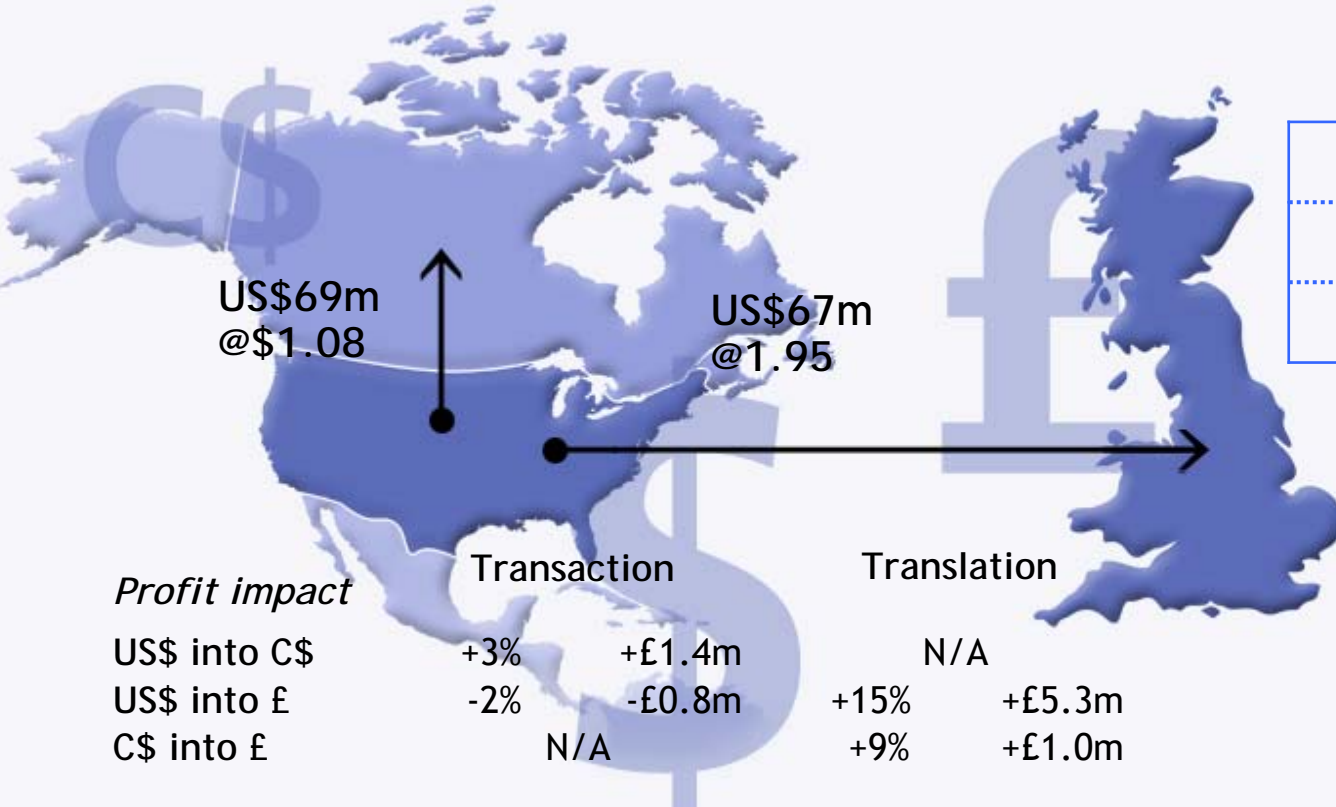 C$
£
US$69m
@$1.08
US$67m
@1.95
$
Profit impact Transaction Translation
US$ into C$ +3% +£1.4m N/A
US$ into £ -2% -£0.8m +15% +£5.3m
C$ into £ N/A +9% +£1.0m